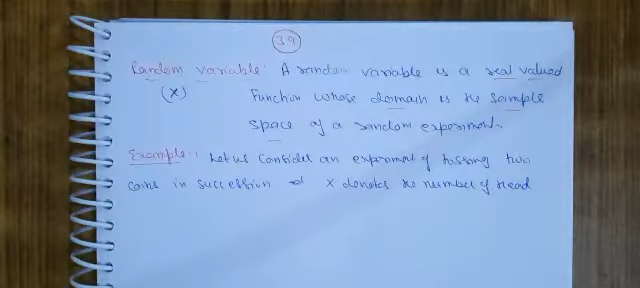 39
Random variable: A random variable is a real valued
(X) Function whose domain is the sample
space of a random experiment.
Example: Let us consider an experiment of tossing two
coins in succession X denotes the number of head